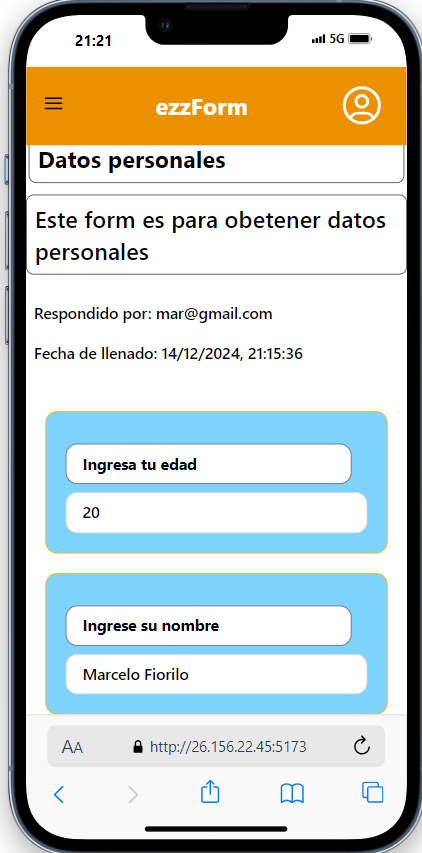 21:21
5G
ezzForm
Datos personales
Este form es para obetener datos
personales
Respondido por: mar@gmail.com
Fecha de llenado: 14/12/2024, 21:15:36
Ingresa tu edad
20
Ingrese su nombre
Marcelo Fiorilo
AA
http://26.156.22.45:5173